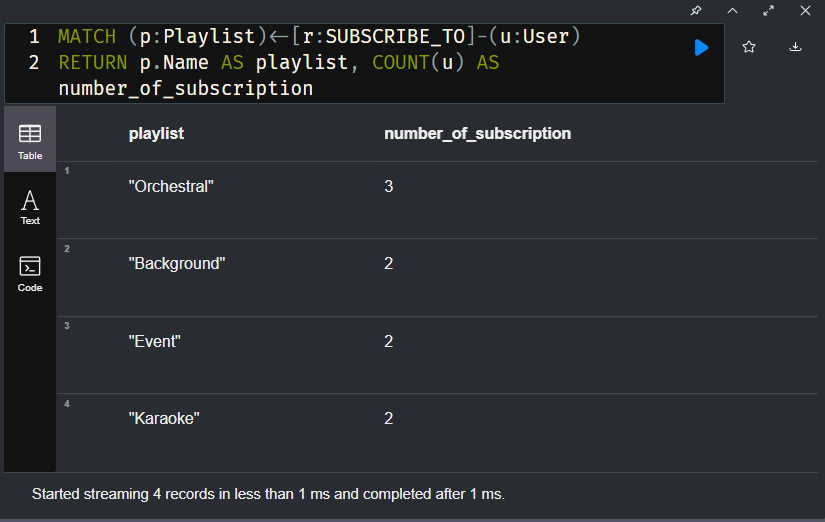 1 MATCH (p:Playlist)<-[r:SUBSCRIBE_TO]-(u:User)
2 RETURN p.Name AS playlist, COUNT(u) AS
number_of_subscription
Table
Text
Code
playlist number_of_subscription
1 "Orchestral" 3
2 "Background" 2
3 "Event" 2
4 "Karaoke" 2
Started streaming 4 records in less than 1 ms and completed after 1 ms.